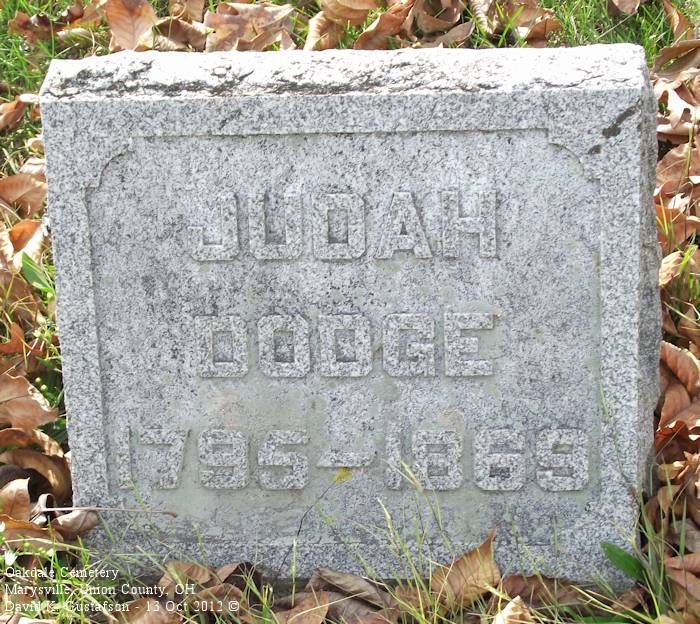 JUDAH
DODGE
1795-1869
Oakdale Cemetery
Marysville, Union County, OH
David K. Gustafson - 13 Oct 2012 ©